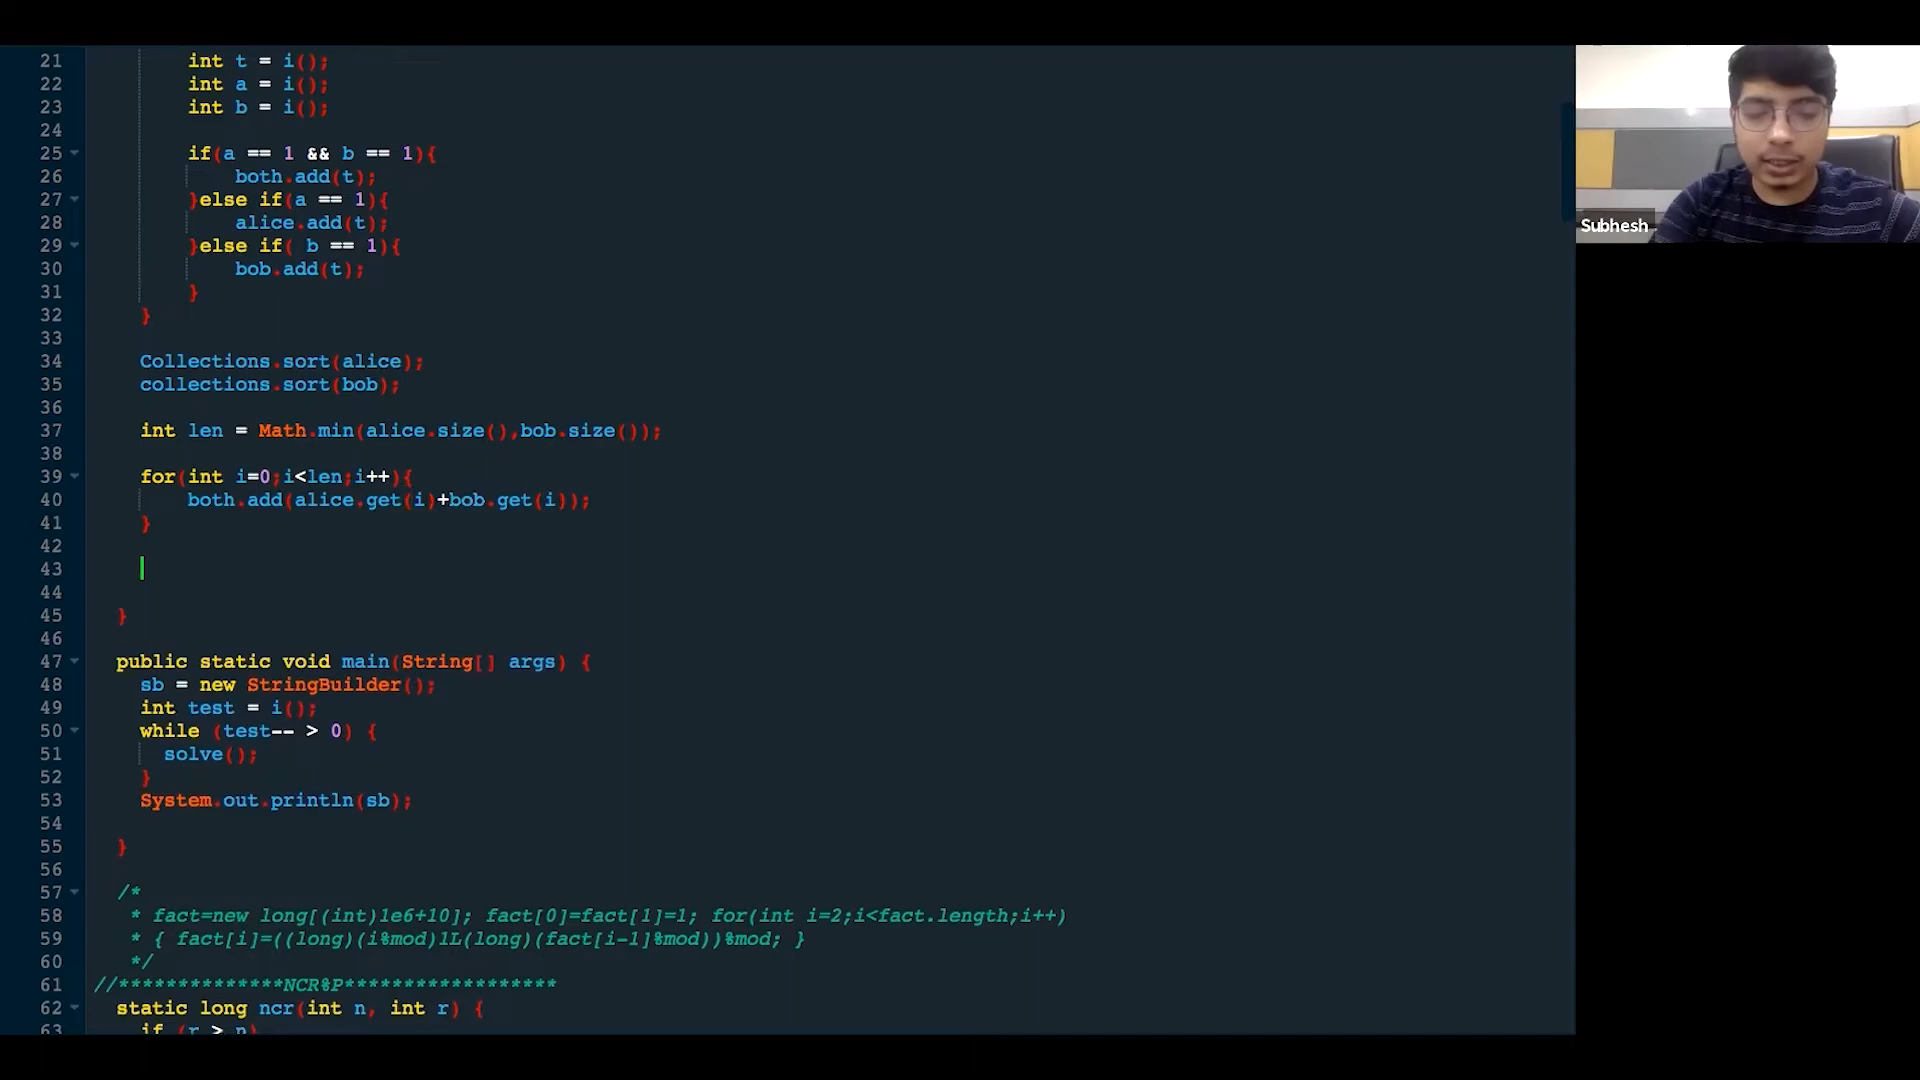 21 int t = i();
22 int a = i();
23 int b = i();
24
25 if(a == 1 && b == 1){
26 both.add(t);
27 }else if(a == 1){
28 alice.add(t);
29 }else if( b == 1){
30 bob.add(t);
31 }
32 }
33
34 Collections.sort(alice);
35 collections.sort(bob);
36
37 int len = Math.min(alice.size(),bob.size());
38
39 for(int i=0;i<len;i++){
40 both.add(alice.get(i)+bob.get(i));
41 }
42
43
44
45 }
46
47 public static void main(String[] args) {
48 sb = new StringBuilder();
49 int test = i();
50 while (test-- > 0) {
51 solve();
52 }
53 System.out.println(sb);
54
55 }
56
57 /*
58 * fact=new long[(int)1e6+10]; fact[0]=fact[1]=1; for(int i=2;i<fact.length;i++)
59 * { fact[i]=((long)(i%mod)1L(long)(fact[i-1]%mod))%mod; }
60 */
61 //**************NCR%P******************
62 static long ncr(int n, int r) {
63 if (r > n)
Subhesh